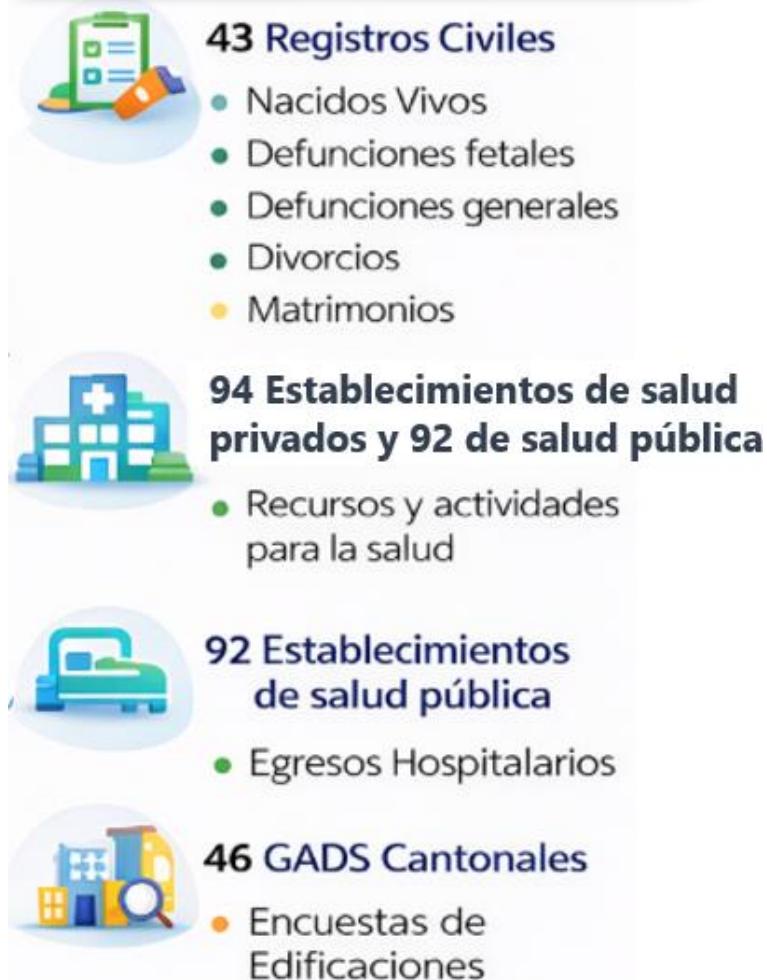 43 Registros Civiles
• Nacidos Vivos
• Defunciones fetales
• Defunciones generales
• Divorcios
• Matrimonios
94 Establecimientos de salud
privados y 92 de salud pública
• Recursos y actividades
para la salud
92 Establecimientos
de salud pública
• Egresos Hospitalarios
46 GADS Cantonales
• Encuestas de
Edificaciones